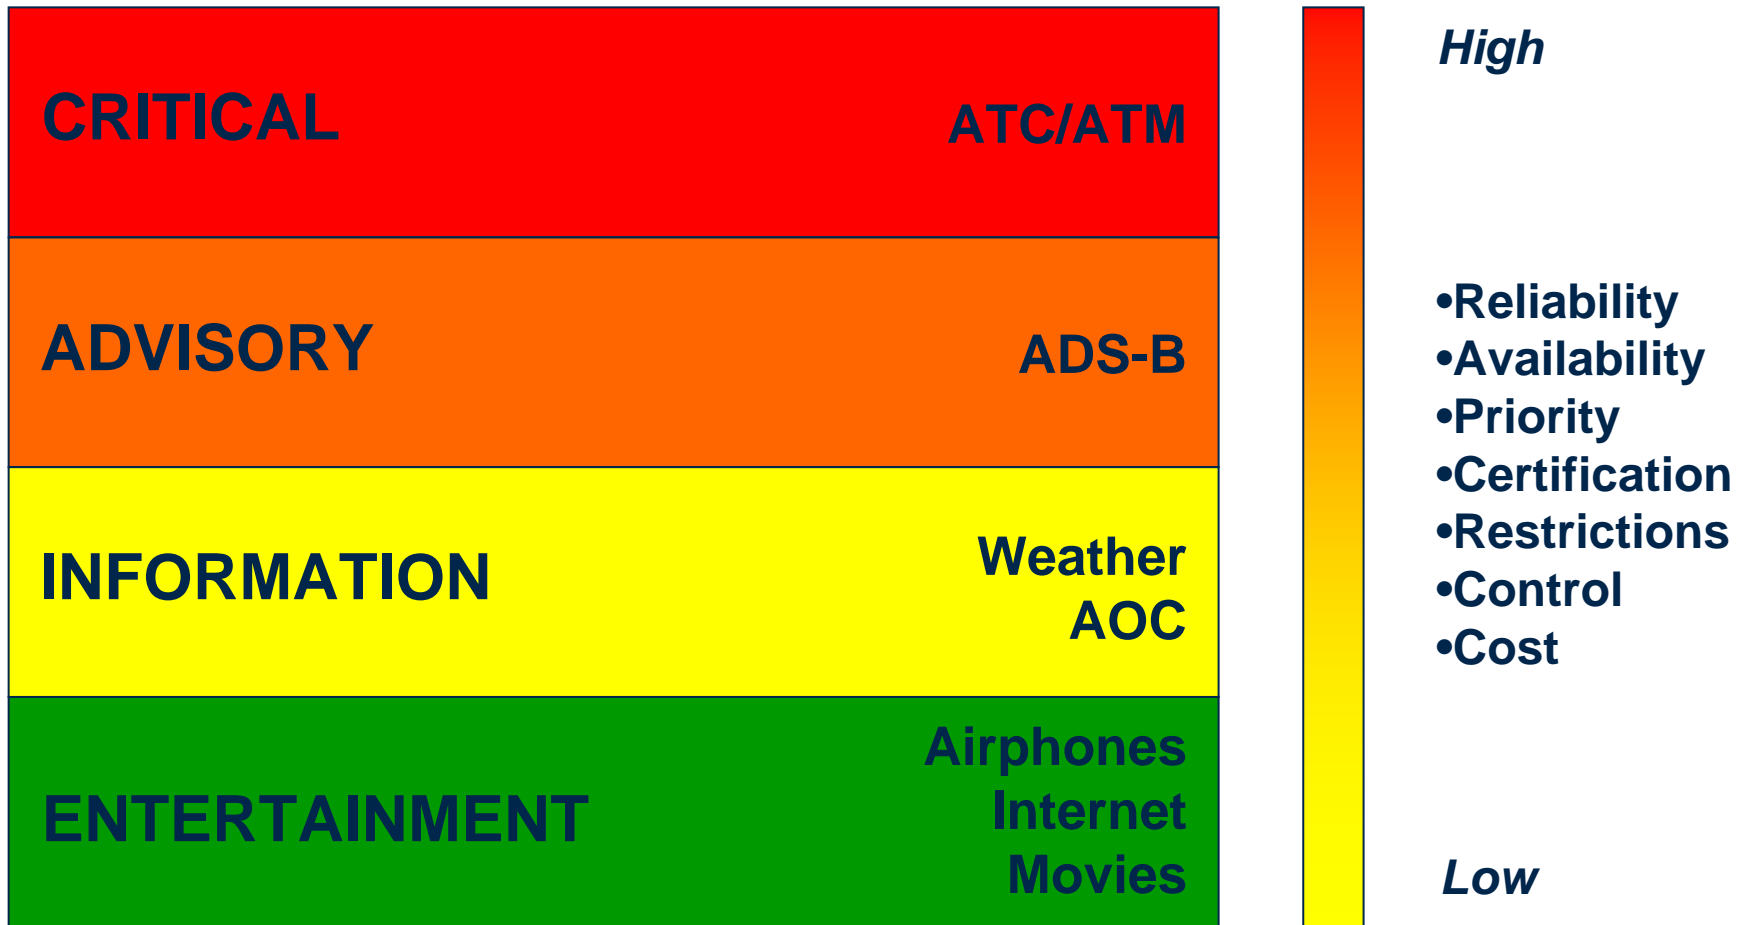 CRITICAL
ATC/ATM
ADVISORY
ADS-B
INFORMATION
Weather
AOC
ENTERTAINMENT
Airphones
Internet
Movies
High
•Reliability
•Availability
•Priority
•Certification
•Restrictions
•Control
•Cost
Low